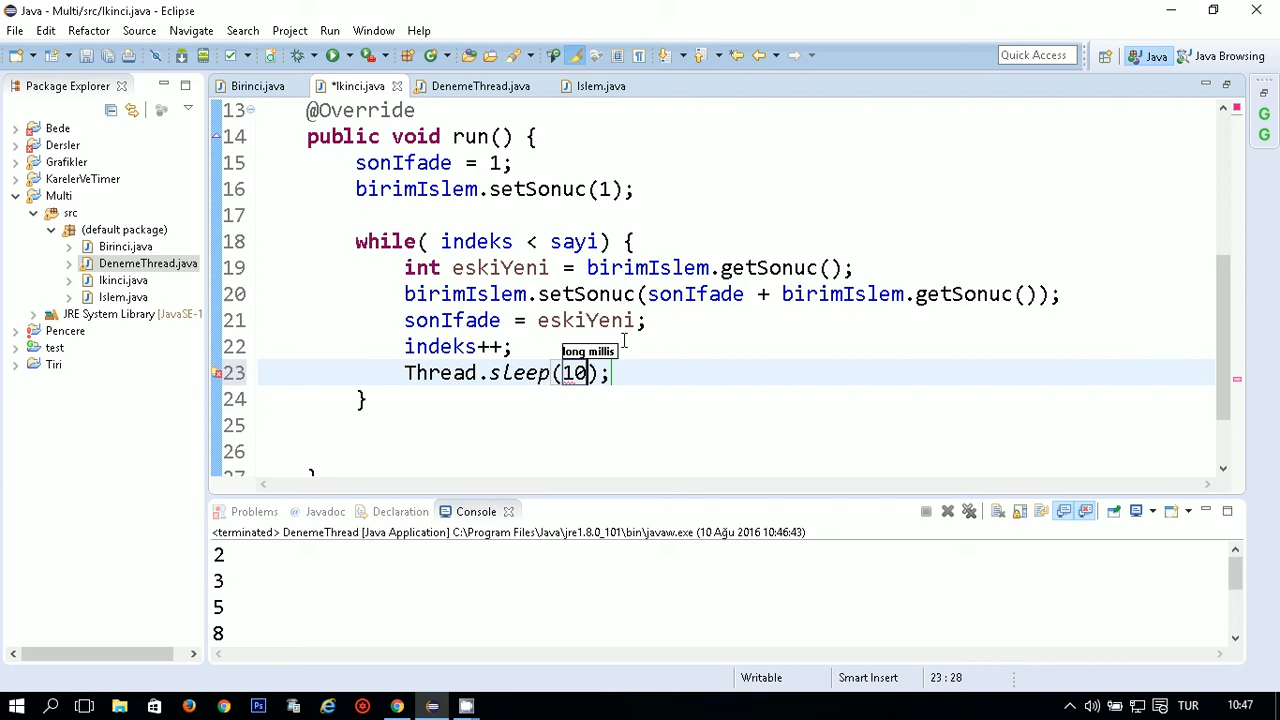 Java - Multi/src/Ikinci.java - Eclipse
File Edit Refactor Source Navigate Search Project Run Window Help
Quick Access Java Java Browsing
Package Explorer
Birinci.java *Ikinci.java DenemeThread.java Islem.java
Bede
Dersler
Grafikler
KarelerVeTimer
Multi
src
(default package)
Birinci.java
DenemeThread.java
Ikinci.java
Islem.java
JRE System Library [JavaSE-1
Pencere
test
Tiri
13 @Override
14 public void run() {
15 sonIfade = 1;
16 birimIslem.setSonuc(1);
17
18 while( indeks < sayi) {
19 int eskiYeni = birimIslem.getSonuc();
20 birimIslem.setSonuc(sonIfade + birimIslem.getSonuc());
21 sonIfade = eskiYeni;
22 indeks++;
long millis
23 Thread.sleep(10);
24 }
25
26
27 }
Problems Javadoc Declaration Console
<terminated> DenemeThread [Java Application] C:\Program Files\Java\jre1.8.0_101\bin\javaw.exe (10 Ağu 2016 10:46:43)
2
3
5
8
Writable Smart Insert 23 : 28
TUR 10:47